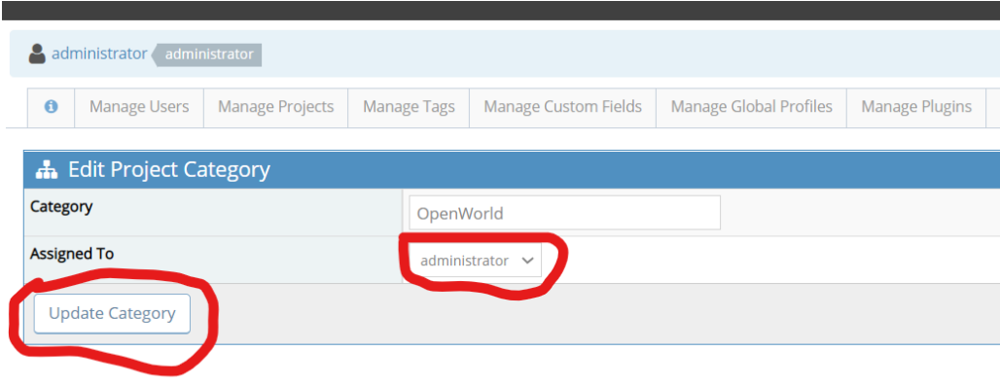 administrator administrator
Manage Users Manage Projects Manage Tags Manage Custom Fields Manage Global Profiles Manage Plugins
Edit Project Category
Category OpenWorld
Assigned To administrator
Update Category